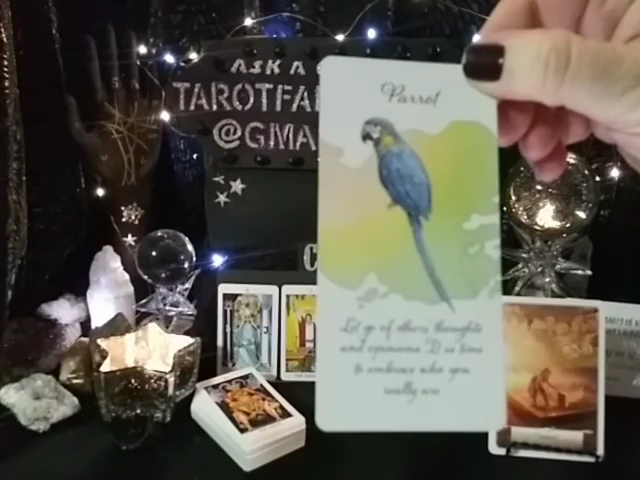 ASK A
TAROTFA
@GMA
Parrot
Let go of others thoughts
and opinions. It is time
to embrace who you
really are.